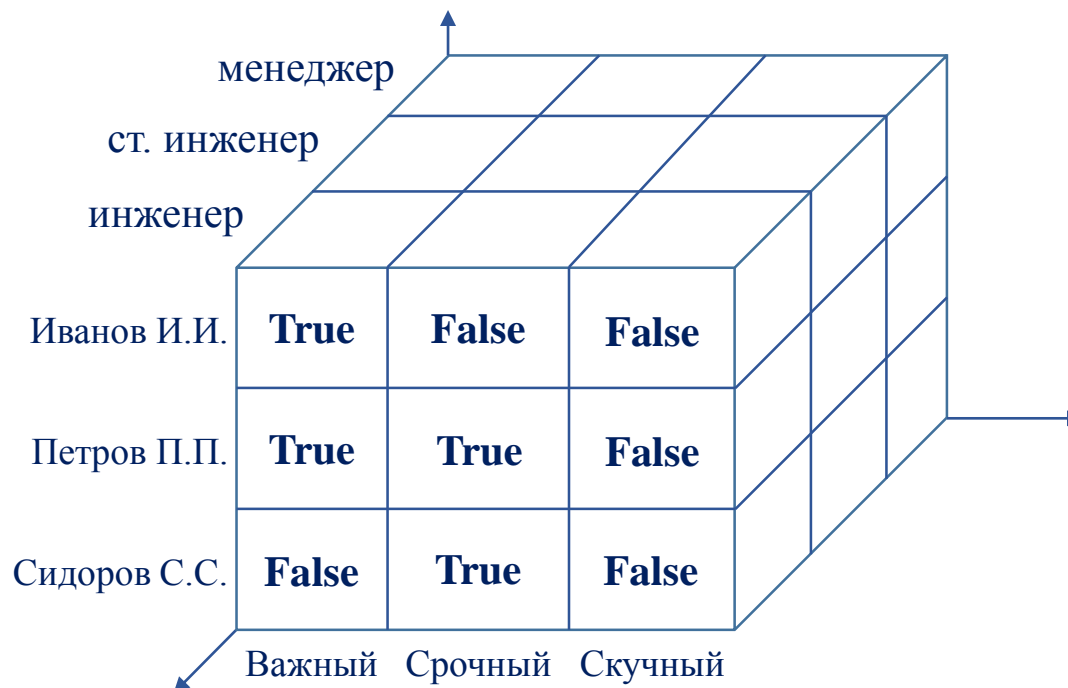 менеджер
ст. инженер
инженер
Иванов И.И. True False False
Петров П.П. True True False
Сидоров С.С. False True False
Важный Срочный Скучный